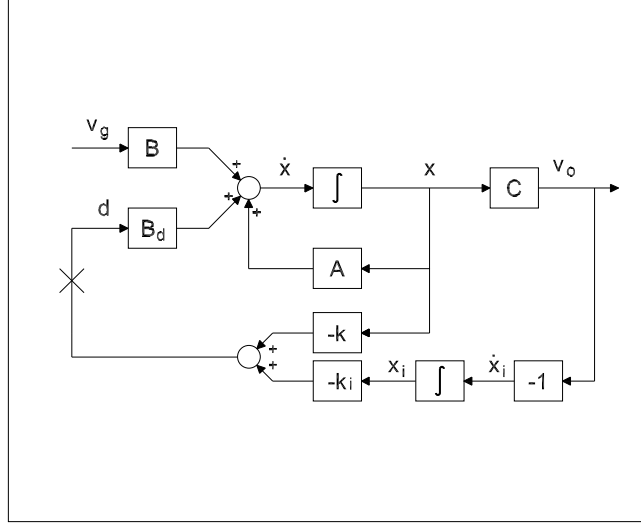 v_g
B
+
ẋ
∫
x
C
v_o
+
+
d
B_d
A
-k
+
+
-k_i
x_i
∫
ẋ_i
-1